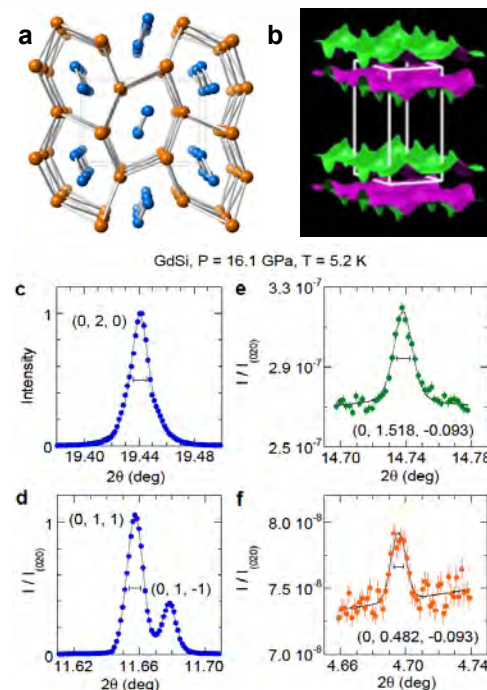 a
b
GdSi, P = 16.1 GPa, T = 5.2 K
c
(0, 2, 0)
Intensity
1
0
19.40 19.44 19.48
2θ (deg)
e
3.3 10⁻⁷
2.9 10⁻⁷
2.5 10⁻⁷
I / I(020)
(0, 1.518, -0.093)
14.70 14.74 14.78
2θ (deg)
d
(0, 1, 1)
(0, 1, -1)
I / I(020)
1
0
11.62 11.66 11.70
2θ (deg)
f
8.0 10⁻⁸
7.5 10⁻⁸
7.0 10⁻⁸
I / I(020)
(0, 0.482, -0.093)
4.66 4.70 4.74
2θ (deg)